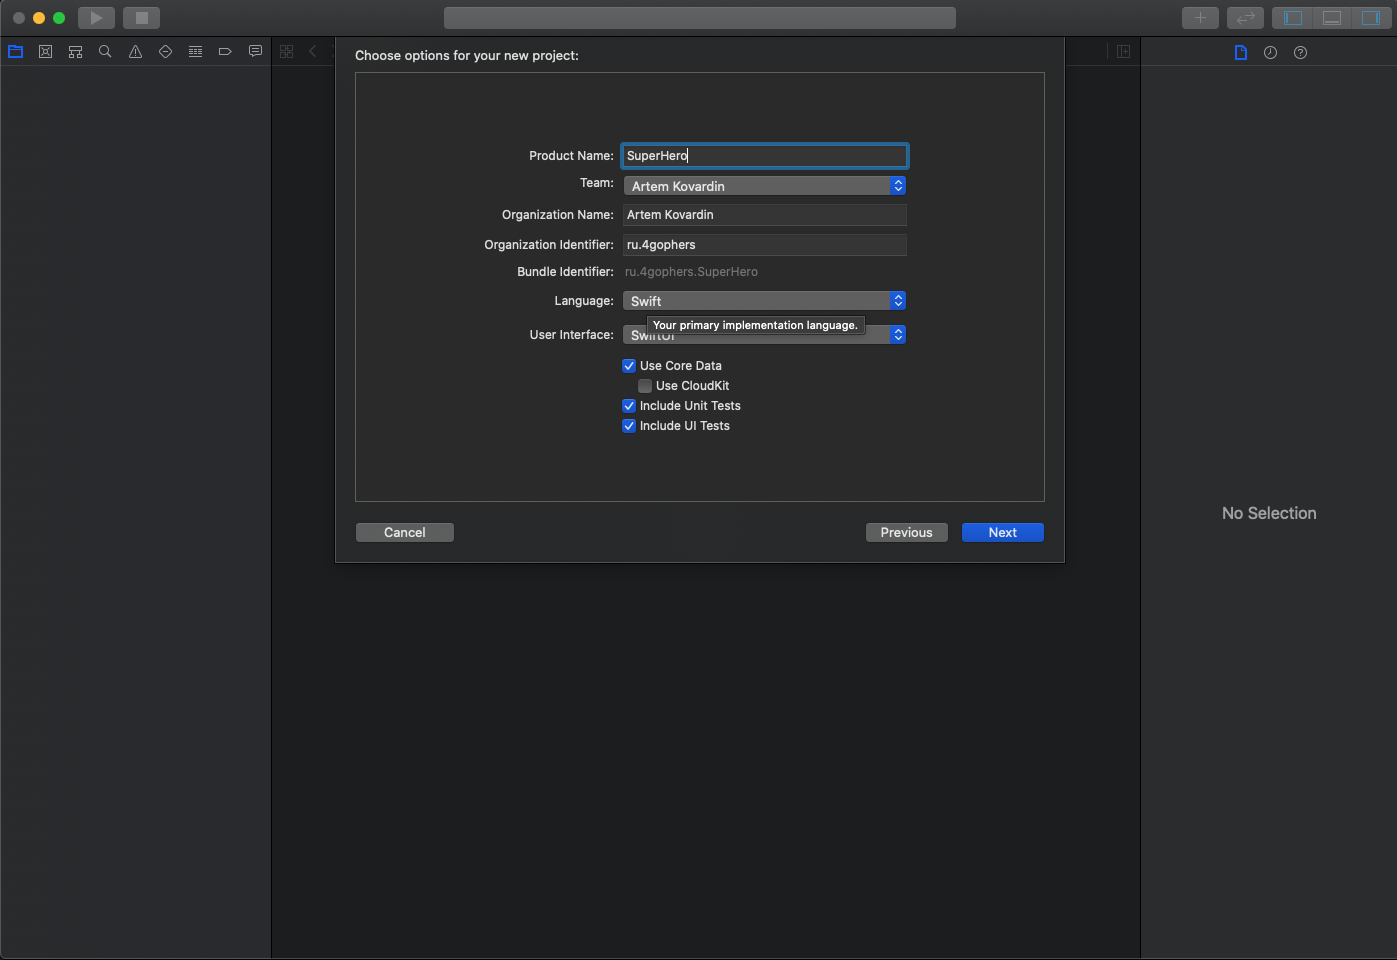 Choose options for your new project:
Product Name: SuperHero
Team: Artem Kovardin
Organization Name: Artem Kovardin
Organization Identifier: ru.4gophers
Bundle Identifier: ru.4gophers.SuperHero
Language: Swift
Your primary implementation language.
User Interface: SwiftUI
Use Core Data
Use CloudKit
Include Unit Tests
Include UI Tests
No Selection
Cancel Previous Next